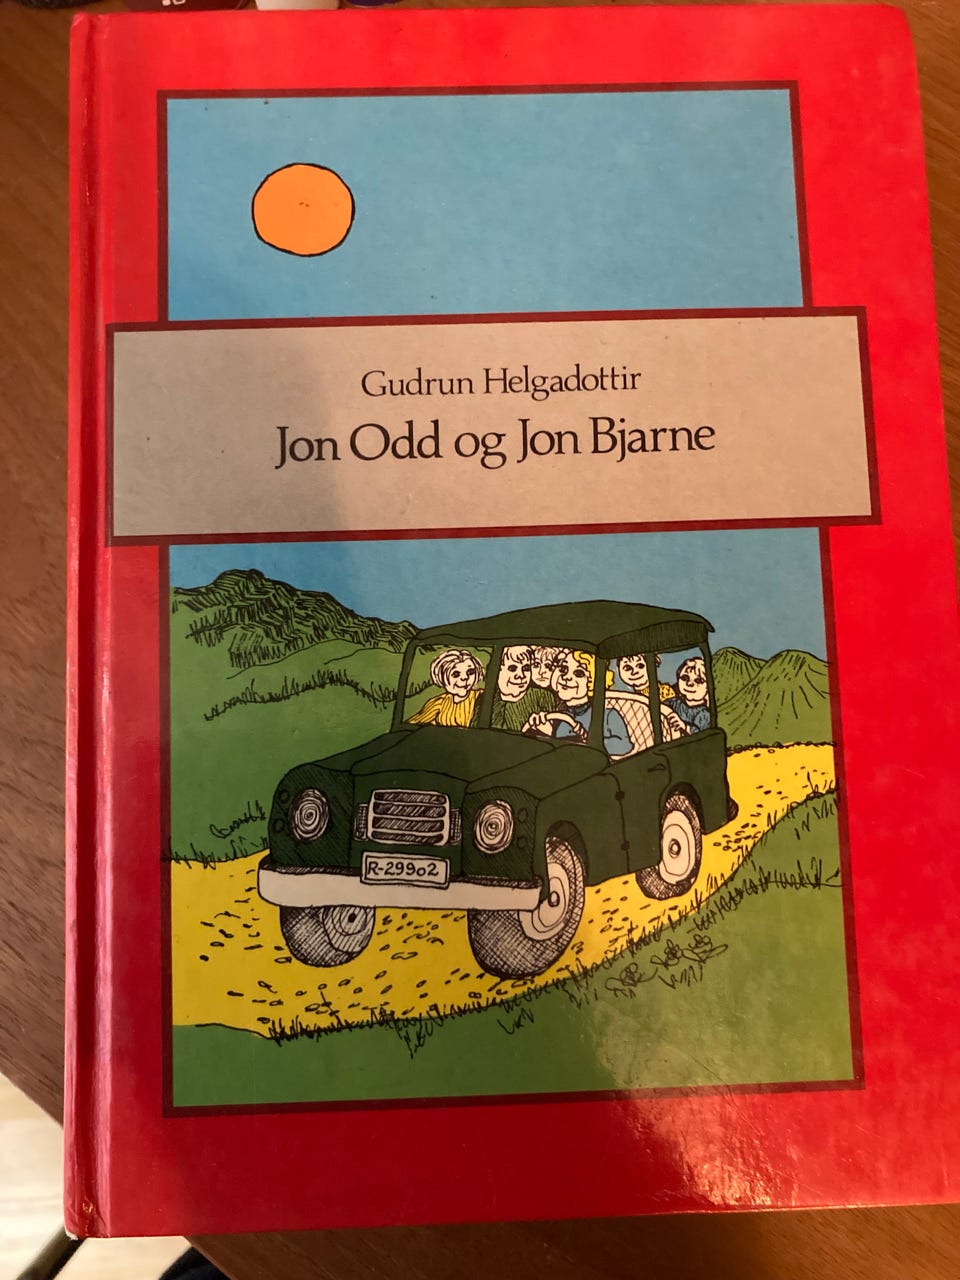 Gudrun Helgadottir
Jon Odd og Jon Bjarne
R-29902